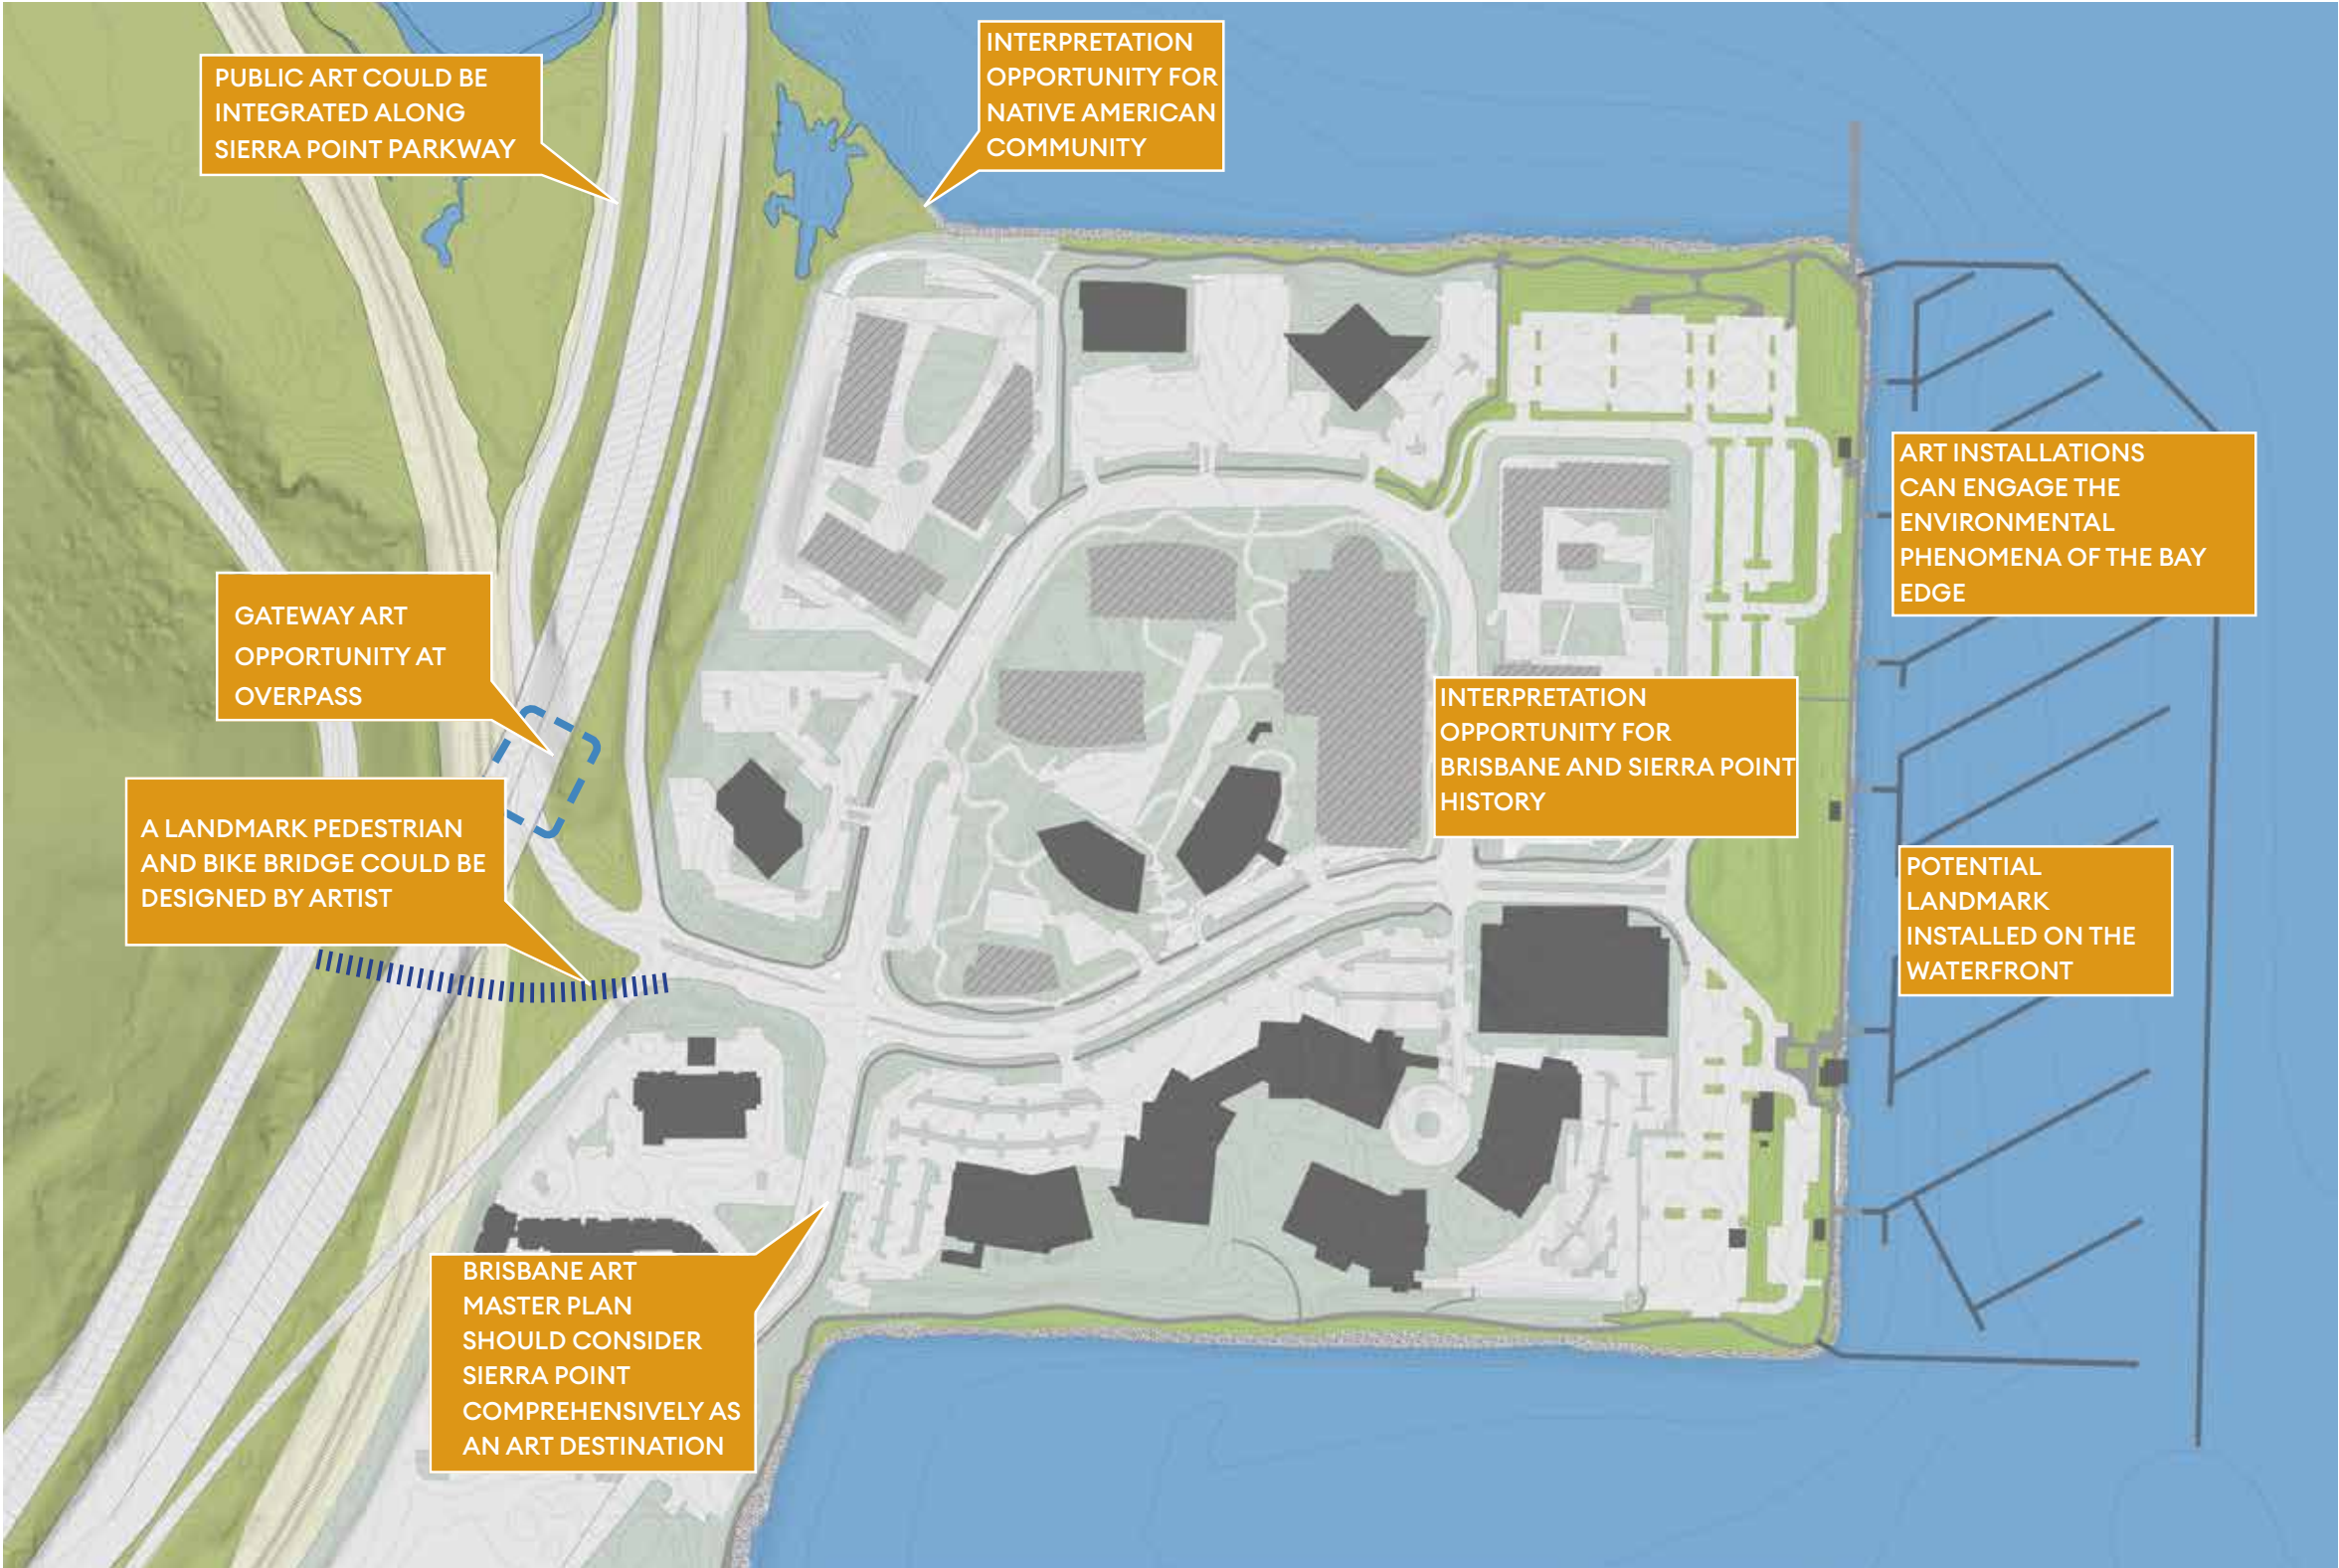 PUBLIC ART COULD BE
INTEGRATED ALONG
SIERRA POINT PARKWAY
INTERPRETATION
OPPORTUNITY FOR
NATIVE AMERICAN
COMMUNITY
ART INSTALLATIONS
CAN ENGAGE THE
ENVIRONMENTAL
PHENOMENA OF THE BAY
EDGE
GATEWAY ART
OPPORTUNITY AT
OVERPASS
INTERPRETATION
OPPORTUNITY FOR
BRISBANE AND SIERRA POINT
HISTORY
A LANDMARK PEDESTRIAN
AND BIKE BRIDGE COULD BE
DESIGNED BY ARTIST
POTENTIAL
LANDMARK
INSTALLED ON THE
WATERFRONT
BRISBANE ART
MASTER PLAN
SHOULD CONSIDER
SIERRA POINT
COMPREHENSIVELY AS
AN ART DESTINATION